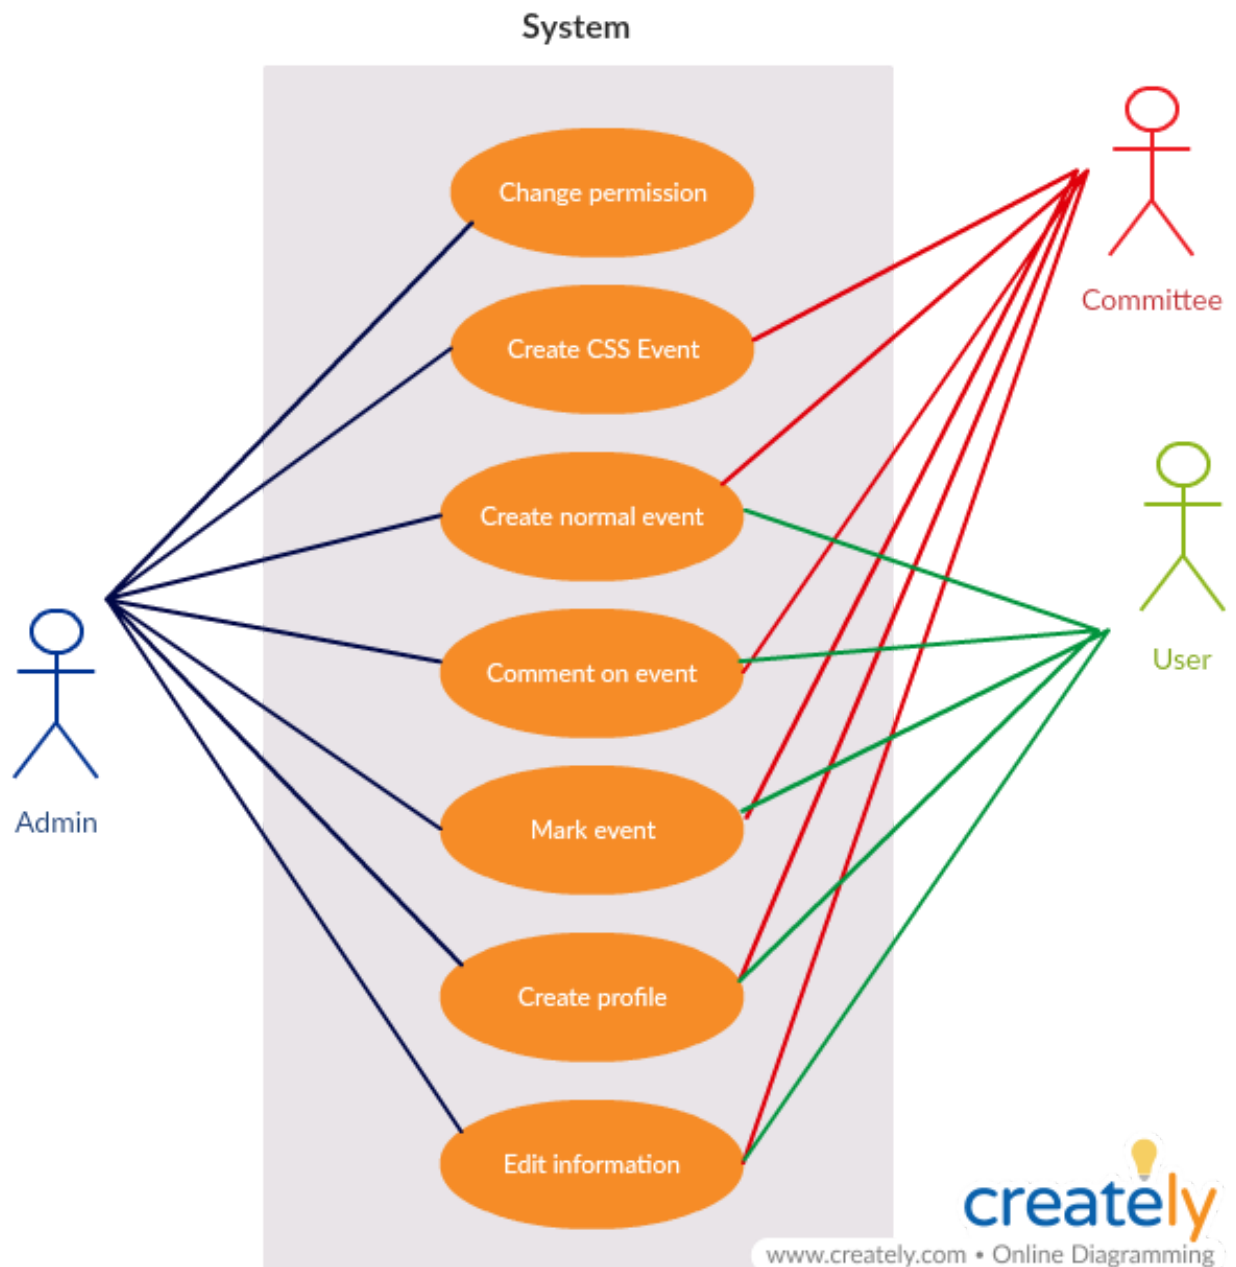 System
Change permission
Create CSS Event
Create normal event
Comment on event
Mark event
Create profile
Edit information
Admin
Committee
User
creately
www.creately.com • Online Diagramming